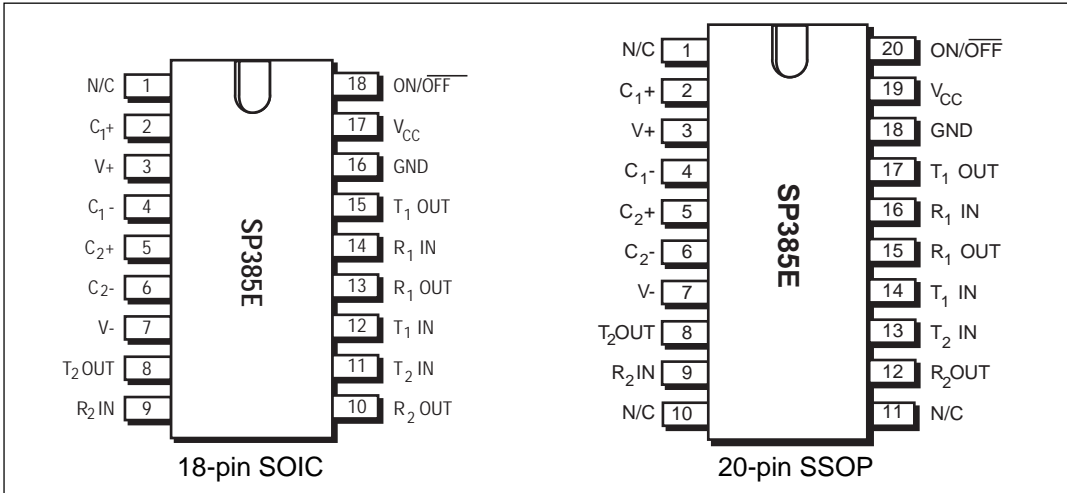 N/C 1 18 ON/OFF
C1+ 2 17 VCC
V+ 3 16 GND
C1- 4 15 T1 OUT
C2+ 5 14 R1 IN
C2- 6 13 R1 OUT
V- 7 12 T1 IN
T2OUT 8 11 T2 IN
R2IN 9 10 R2 OUT
SP385E
18-pin SOIC
N/C 1 20 ON/OFF
C1+ 2 19 VCC
V+ 3 18 GND
C1- 4 17 T1 OUT
C2+ 5 16 R1 IN
C2- 6 15 R1 OUT
V- 7 14 T1 IN
T2OUT 8 13 T2 IN
R2IN 9 12 R2OUT
N/C 10 11 N/C
SP385E
20-pin SSOP